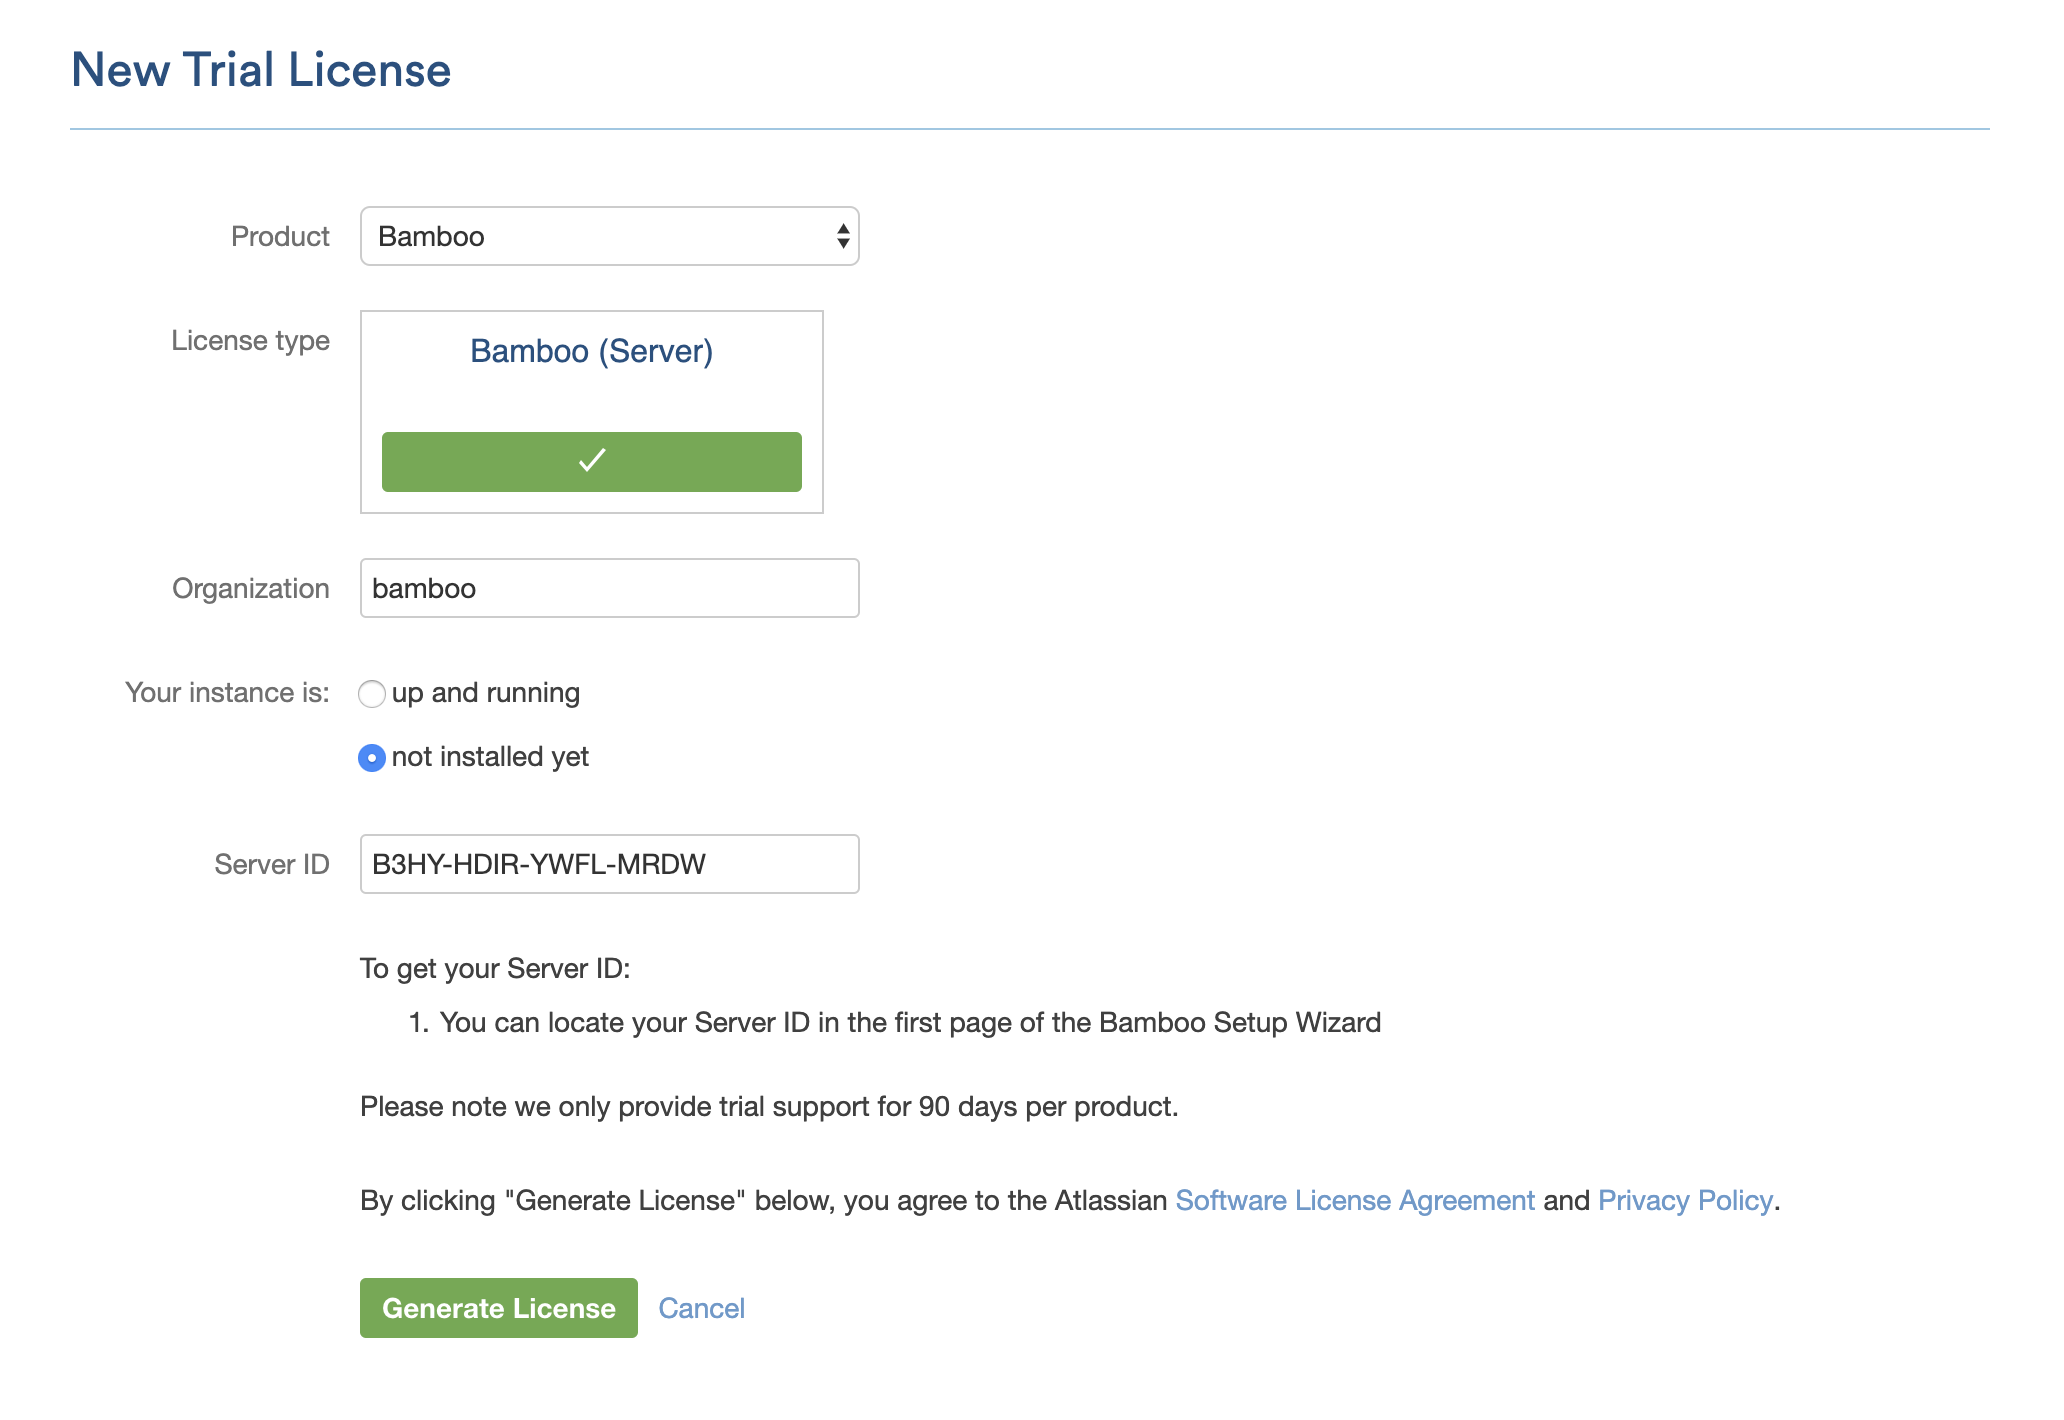 New Trial License
Product
Bamboo
License type
Bamboo (Server)
Organization
bamboo
Your instance is:
up and running
not installed yet
Server ID
B3HY-HDIR-YWFL-MRDW
To get your Server ID:
1. You can locate your Server ID in the first page of the Bamboo Setup Wizard
Please note we only provide trial support for 90 days per product.
By clicking "Generate License" below, you agree to the Atlassian Software License Agreement and Privacy Policy.
Generate License
Cancel